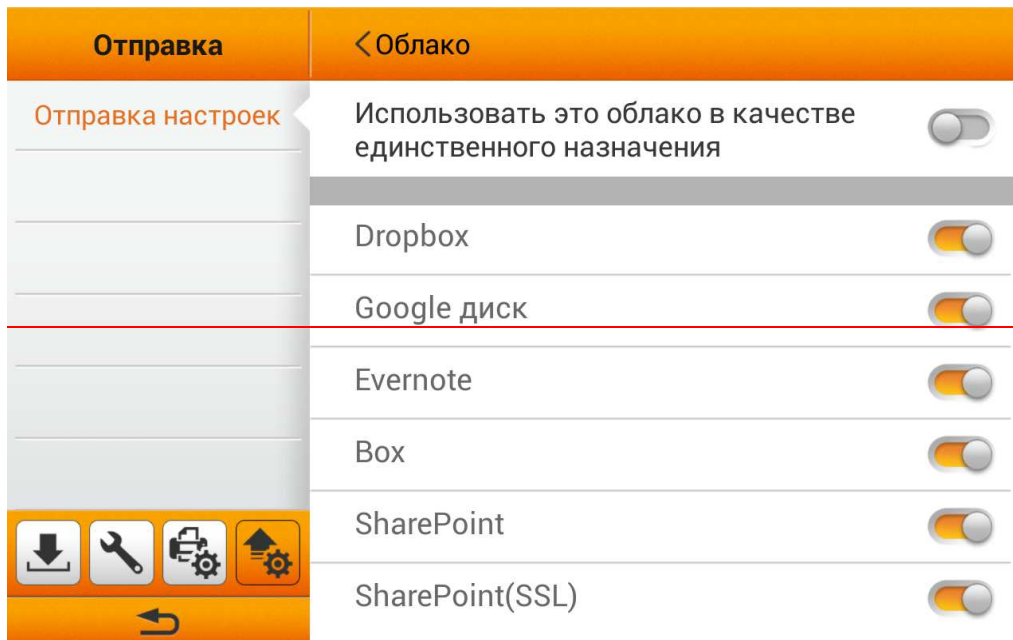 Отправка
Облако
Отправка настроек
Использовать это облако в качестве
единственного назначения
Dropbox
Google диск
Evernote
Box
SharePoint
SharePoint(SSL)